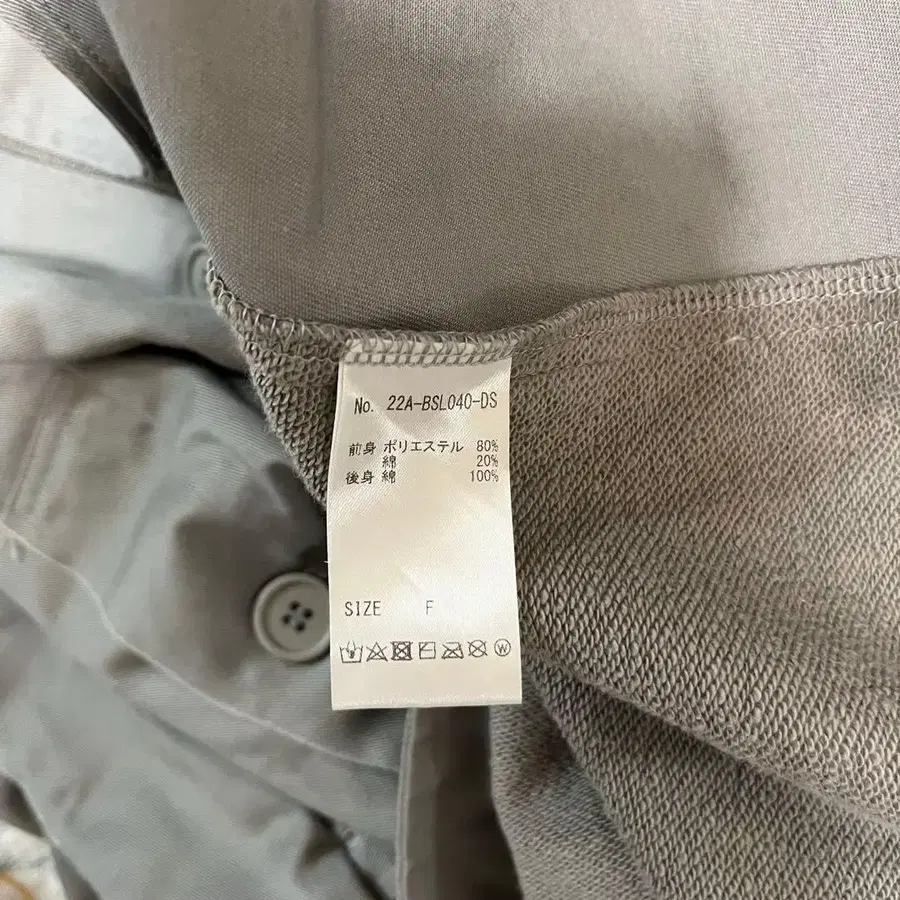 No. 22A-BSL040-DS
前身 ポリエステル 80%
綿 20%
後身 綿 100%
SIZE F
W